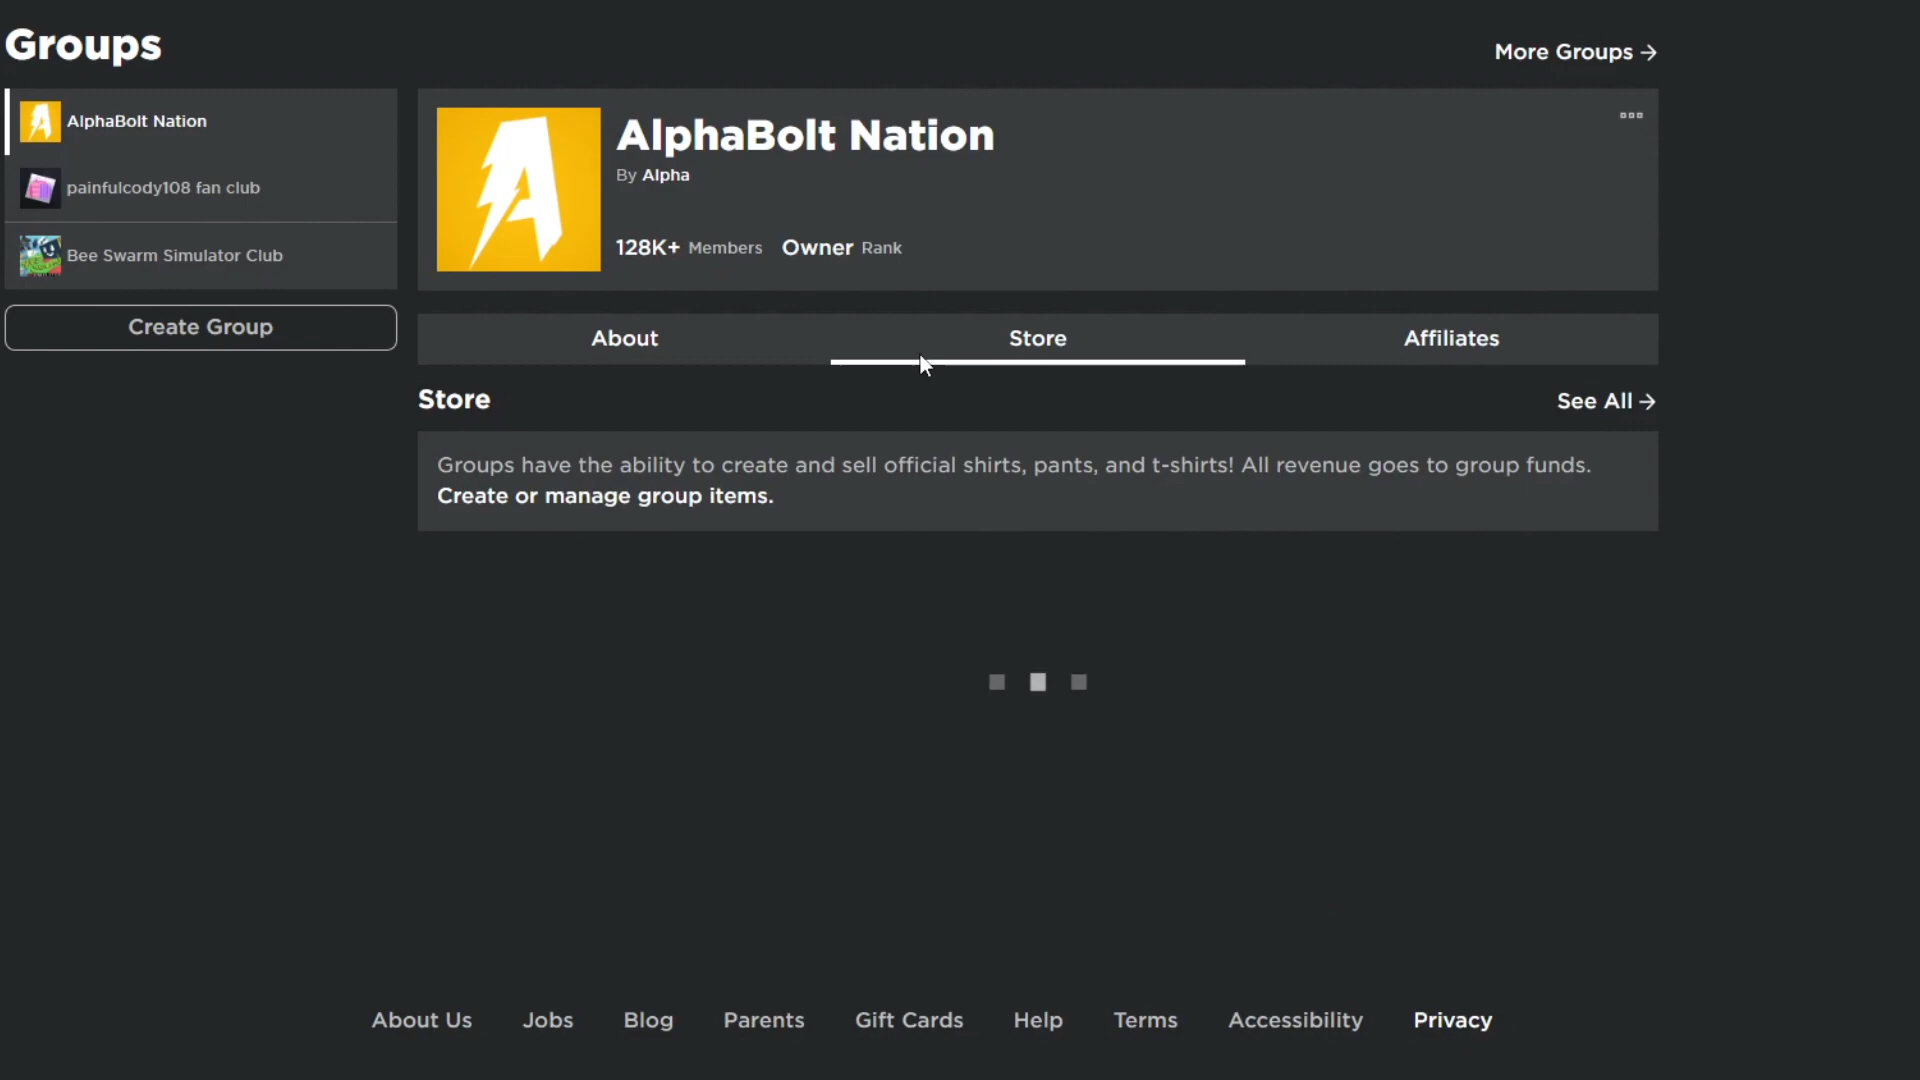 Groups
More Groups →
AlphaBolt Nation
painfulcody108 fan club
Bee Swarm Simulator Club
Create Group
AlphaBolt Nation
By Alpha
128K+ Members Owner Rank
About Store Affiliates
Store
See All →
Groups have the ability to create and sell official shirts, pants, and t-shirts! All revenue goes to group funds.
Create or manage group items.
About Us Jobs Blog Parents Gift Cards Help Terms Accessibility Privacy